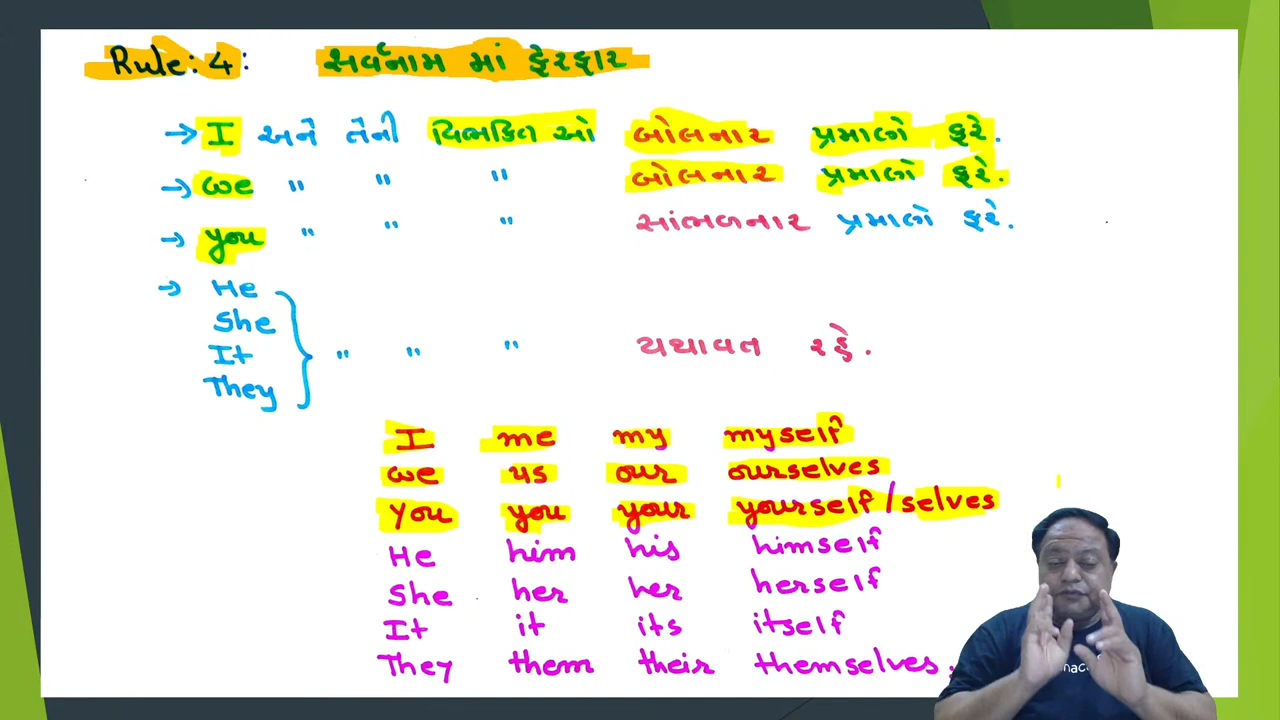 Rule: 4: સર્વનામ માં ફેરફાર
→ I અને તેની વિભકિત ઓ બોલનાર પ્રમાણે ફરે.
→ we " " " બોલનાર પ્રમાણે ફરે.
→ you " " " સાંભળનાર પ્રમાણે ફરે.
→ He
She
It " " " યથાવત રહે.
They
I me my myself
we us our ourselves
you you your yourself/selves
He him his himself
She her her herself
It it its itself
They them their themselves.